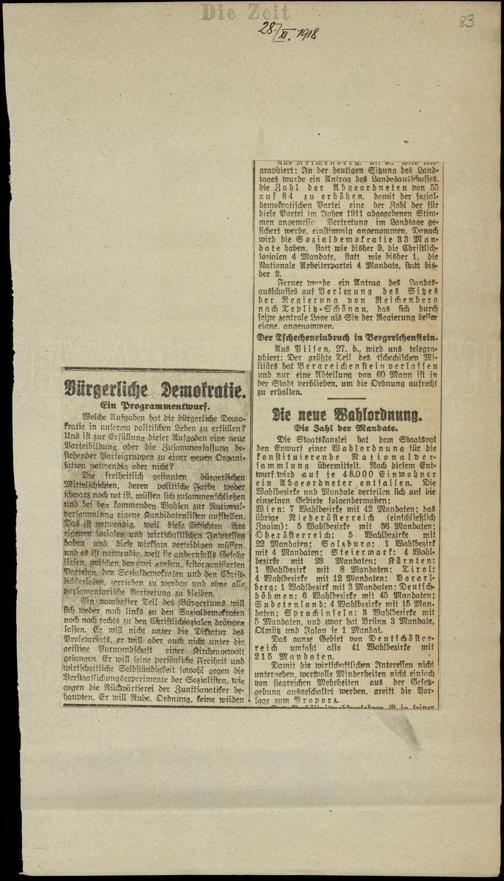 Die Zeit
28/XI. 1918
83
Bürgerliche Demokratie.
Ein Programmentwurf.
Welche Aufgaben hat die bürgerliche Demo-
kratie in unserem politischen Leben zu erfüllen?
Und ist zur Erfüllung dieser Aufgaben eine neue
Parteibildung oder die Zusammenfassung be-
stehender Parteigruppen zu einer neuen Organi-
sation notwendig oder nicht?
Die freiheitlich gesinnten bürgerlichen
Mittelschichten, deren politische Farbe weder
schwarz noch rot ist, müssen sich zusammenschließen
und bei den kommenden Wahlen zur National-
versammlung eigene Kandidatenlisten aufstellen.
Das ist notwendig, weil diese Schichten ihre
eigenen sozialen und wirtschaftlichen Interessen
haben und diese wirksam verteidigen müssen,
und es ist notwendig, weil sie andernfalls Gefahr
liefen, zwischen den zwei großen, festorganisierten
Parteien, den Sozialdemokraten und den Christ-
lichsozialen, zerrieben zu werden und ohne alle
parlamentarische Vertretung zu bleiben.
Ein namhafter Teil des Bürgertums will
sich weder nach links zu den Sozialdemokraten
noch nach rechts zu den Christlichsozialen drängen
lassen. Er will nicht unter die Diktatur des
Proletariats, er will aber auch nicht unter die
geistige Vormundschaft einer Kirchengewalt
gelangen. Er will seine persönliche Freiheit und
wirtschaftliche Selbständigkeit sowohl gegen die
Verstaatlichungsexperimente der Sozialisten, wie
gegen die Rückwärtserei der Zunftfanatiker be-
haupten. Er will Ruhe, Ordnung, keine wilden
Aus Reichenberg, 27. d., wird tele-
graphiert: In der heutigen Sitzung des Land-
tages wurde ein Antrag des Landesausschusses,
die Zahl der Abgeordneten von 55
auf 84 zu erhöhen, damit der sozial-
demokratischen Partei eine der Zahl der für
diese Partei im Jahre 1911 abgegebenen Stim-
men angemessene Vertretung im Landtage ge-
sichert werde, einstimmig angenommen. Danach
wird die Sozialdemokratie 33 Man-
date haben, statt wie bisher 9, die Christlich-
sozialen 4 Mandate, statt wie bisher 1, die
Nationale Arbeiterpartei 4 Mandate, statt bis-
her 2.
Ferner wurde ein Antrag des Landes-
ausschusses auf Verlegung des Sitzes
der Regierung von Reichenberg
nach Teplitz-Schönau, das sich durch
seine zentrale Lage als Sitz der Regierung besser
eigne, angenommen.
Der Tschecheneinbruch in Bergreichenstein.
Aus Pilsen, 27. d., wird uns telegra-
phiert: Der größte Teil des tschechischen Mi-
litärs hat Bergreichenstein verlassen
und nur eine Abteilung von 60 Mann ist in
der Stadt verblieben, um die Ordnung aufrecht
zu erhalten.
Die neue Wahlordnung.
Die Zahl der Mandate.
Die Staatskanzlei hat dem Staatsrat
den Entwurf einer Wahlordnung für die
konstituierende Nationalver-
sammlung übermittelt. Nach diesem Ent-
wurf wird auf je 48.000 Einwohner
ein Abgeordneter entfallen. Die
Wahlbezirke und Mandate verteilen sich auf die
einzelnen Gebiete folgendermaßen:
Wien: 7 Wahlbezirke mit 42 Mandaten; das
übrige Niederösterreich (einschließlich
Znaim): 5 Wahlbezirke mit 36 Mandaten;
Oberösterreich: 5 Wahlbezirke mit
22 Mandaten; Salzburg: 1 Wahlbezirk
mit 4 Mandaten; Steiermark: 4 Wahl-
bezirke mit 23 Mandaten; Kärnten:
1 Wahlbezirk mit 8 Mandaten; Tirol:
4 Wahlbezirke mit 12 Mandaten; Vorarl-
berg: 1 Wahlbezirk mit 3 Mandaten; Deutsch-
böhmen: 6 Wahlbezirke mit 45 Mandaten;
Sudetenland: 4 Wahlbezirke mit 15 Man-
daten; Sprachinseln: 3 Wahlbezirke mit
5 Mandaten, und zwar hat Brünn 3 Mandate,
Olmütz und Iglau je 1 Mandat.
Das ganze Gebiet von Deutschöster-
reich umfaßt also 41 Wahlbezirke mit
215 Mandaten.
Damit die wirtschaftlichen Interessen nicht
untergehen, wertvolle Minderheiten nicht einfach
von siegreichen Mehrheiten aus der Gesetz-
gebung ausgeschaltet werden, greift die Vor-
lage zum Proporz.